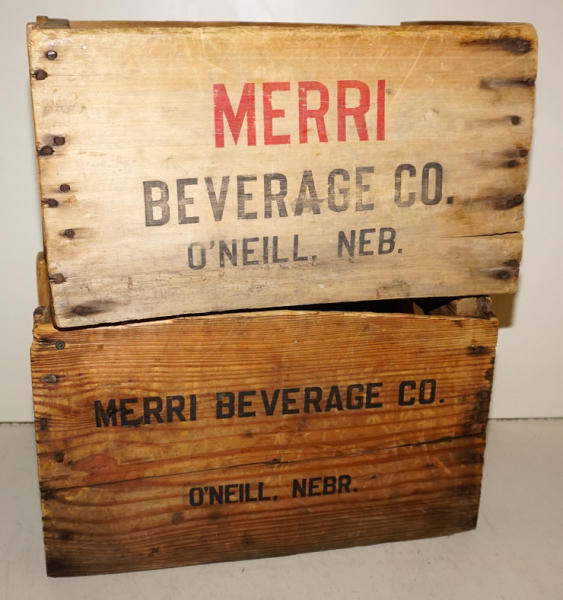 MERRI
BEVERAGE CO.
O'NEILL, NEB.
MERRI BEVERAGE CO.
O'NEILL, NEBR.